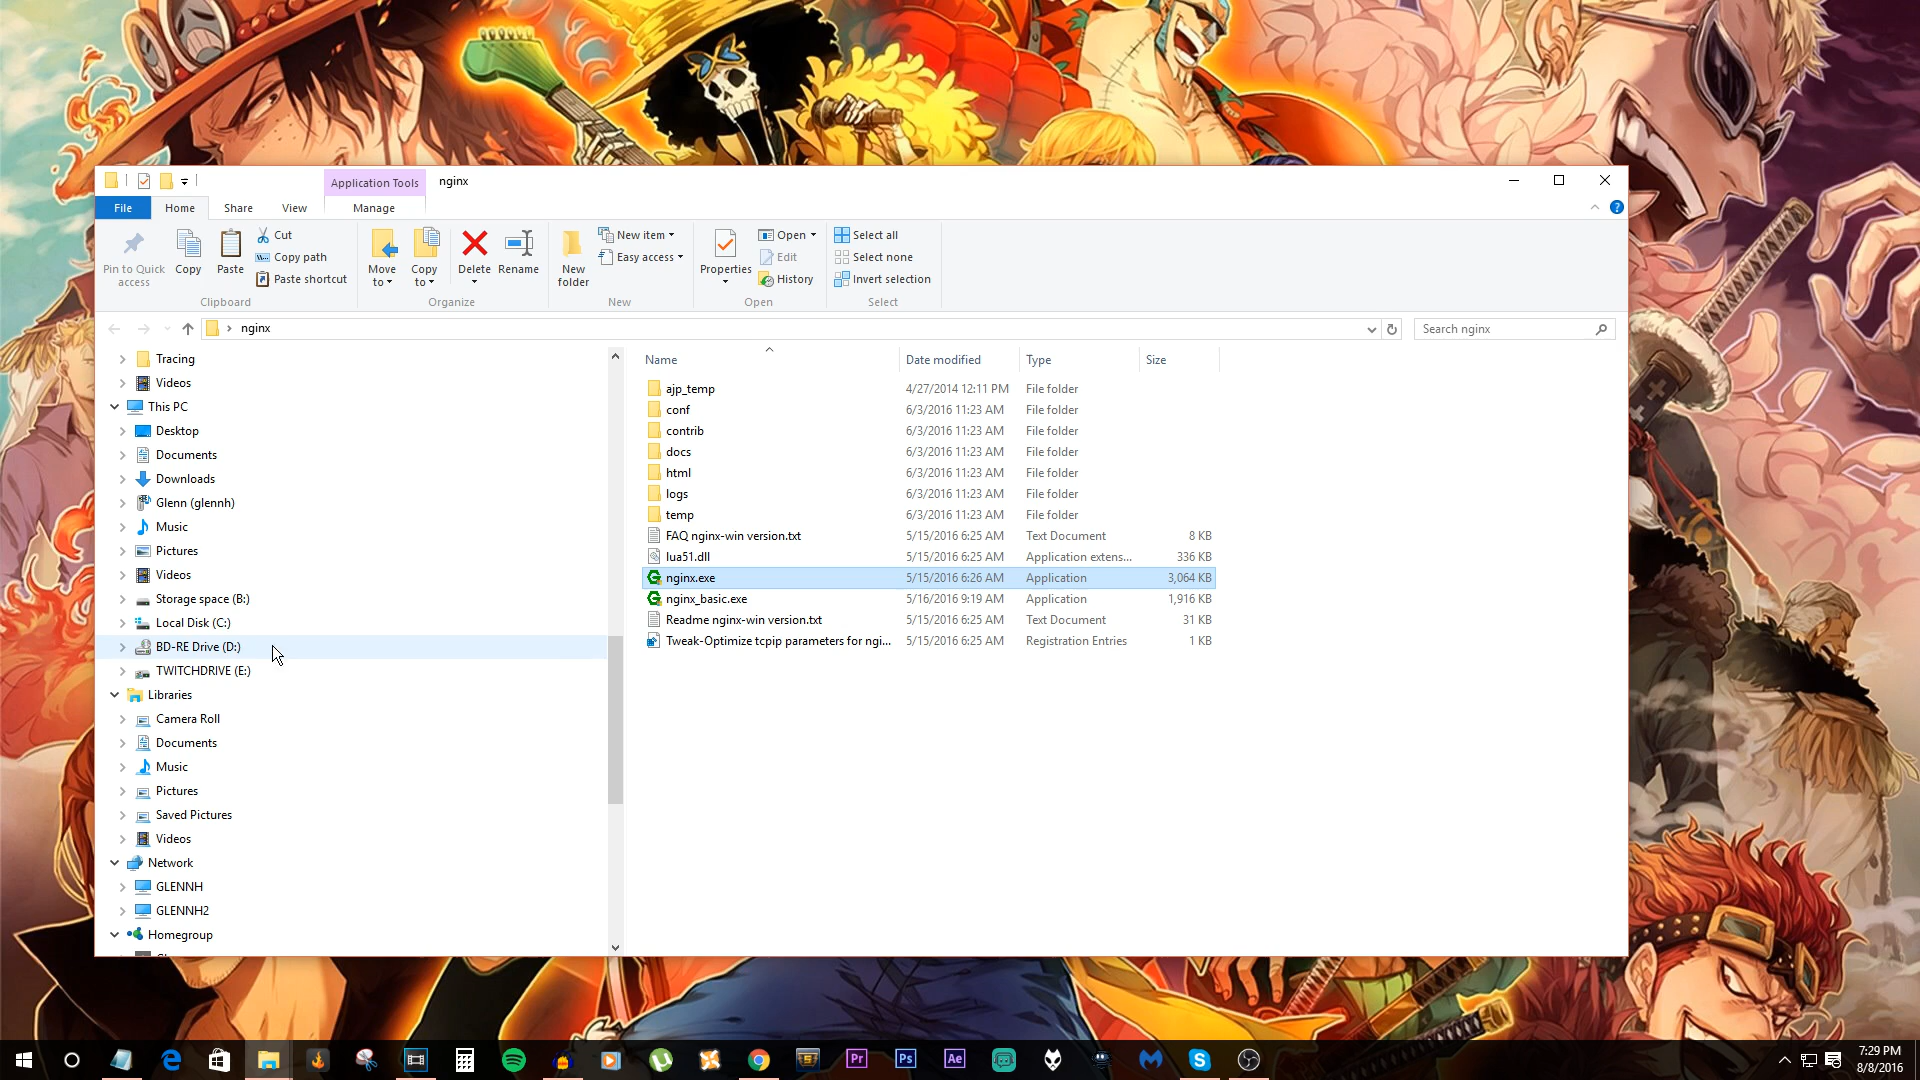 Application Tools
nginx
File
Home
Share
View
Manage
Pin to Quick access
Copy
Paste
Cut
Copy path
Paste shortcut
Clipboard
Move to
Copy to
Delete
Rename
Organize
New folder
New item
Easy access
New
Properties
Open
Edit
History
Open
Select all
Select none
Invert selection
Select
nginx
Search nginx
Tracing
Videos
This PC
Desktop
Documents
Downloads
Glenn (glennh)
Music
Pictures
Videos
Storage space (B:)
Local Disk (C:)
BD-RE Drive (D:)
TWITCHDRIVE (E:)
Libraries
Camera Roll
Documents
Music
Pictures
Saved Pictures
Videos
Network
GLENNH
GLENNH2
Homegroup
Name Date modified Type Size
ajp_temp 4/27/2014 12:11 PM File folder
conf 6/3/2016 11:23 AM File folder
contrib 6/3/2016 11:23 AM File folder
docs 6/3/2016 11:23 AM File folder
html 6/3/2016 11:23 AM File folder
logs 6/3/2016 11:23 AM File folder
temp 6/3/2016 11:23 AM File folder
FAQ nginx-win version.txt 5/15/2016 6:25 AM Text Document 8 KB
lua51.dll 5/15/2016 6:25 AM Application extens... 336 KB
nginx.exe 5/15/2016 6:26 AM Application 3,064 KB
nginx_basic.exe 5/16/2016 9:19 AM Application 1,916 KB
Readme nginx-win version.txt 5/15/2016 6:25 AM Text Document 31 KB
Tweak-Optimize tcpip parameters for ngi... 5/15/2016 6:25 AM Registration Entries 1 KB
Pr
Ps
Ae
7:29 PM
8/8/2016